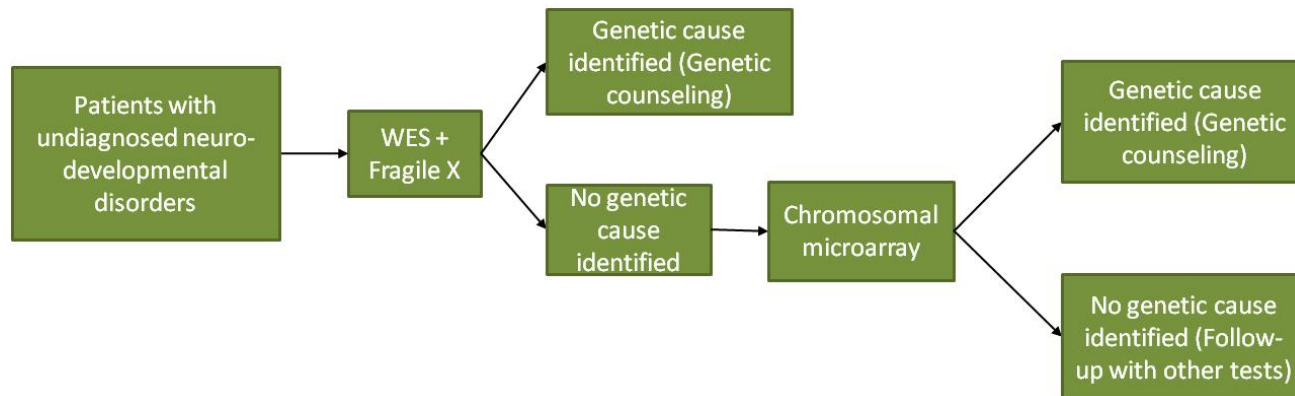 Patients with
undiagnosed neuro-
developmental
disorders
WES +
Fragile X
Genetic cause
identified (Genetic
counseling)
No genetic
cause
identified
Chromosomal
microarray
Genetic cause
identified (Genetic
counseling)
No genetic cause
identified (Follow-
up with other tests)